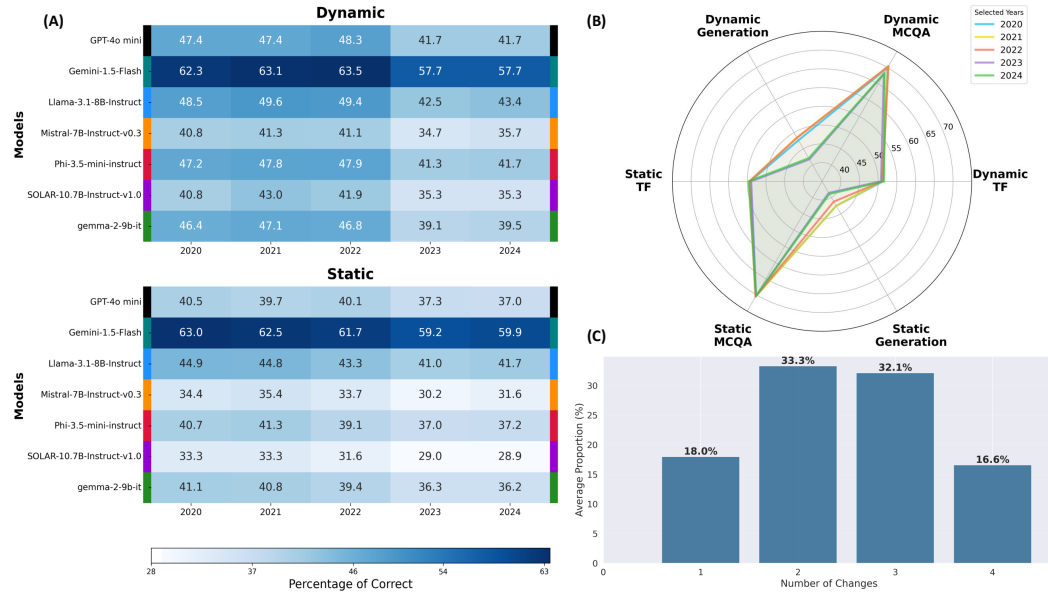 (A)
Dynamic
Models
GPT-4o mini 47.4 47.4 48.3 41.7 41.7
Gemini-1.5-Flash 62.3 63.1 63.5 57.7 57.7
Llama-3.1-8B-Instruct 48.5 49.6 49.4 42.5 43.4
Mistral-7B-Instruct-v0.3 40.8 41.3 41.1 34.7 35.7
Phi-3.5-mini-instruct 47.2 47.8 47.9 41.3 41.7
SOLAR-10.7B-Instruct-v1.0 40.8 43.0 41.9 35.3 35.3
gemma-2-9b-it 46.4 47.1 46.8 39.1 39.5
2020 2021 2022 2023 2024
Static
Models
GPT-4o mini 40.5 39.7 40.1 37.3 37.0
Gemini-1.5-Flash 63.0 62.5 61.7 59.2 59.9
Llama-3.1-8B-Instruct 44.9 44.8 43.3 41.0 41.7
Mistral-7B-Instruct-v0.3 34.4 35.4 33.7 30.2 31.6
Phi-3.5-mini-instruct 40.7 41.3 39.1 37.0 37.2
SOLAR-10.7B-Instruct-v1.0 33.3 33.3 31.6 29.0 28.9
gemma-2-9b-it 41.1 40.8 39.4 36.3 36.2
2020 2021 2022 2023 2024
28 37 46 54 63
Percentage of Correct
(B)
Dynamic
Generation
Dynamic
MCQA
Selected Years
2020
2021
2022
2023
2024
40 45 50 55 60 65 70
Static
TF
Dynamic
TF
Static
MCQA
Static
Generation
(C)
Average Proportion (%)
30
25
20
15
10
5
0
18.0%
33.3%
32.1%
16.6%
0 1 2 3 4
Number of Changes